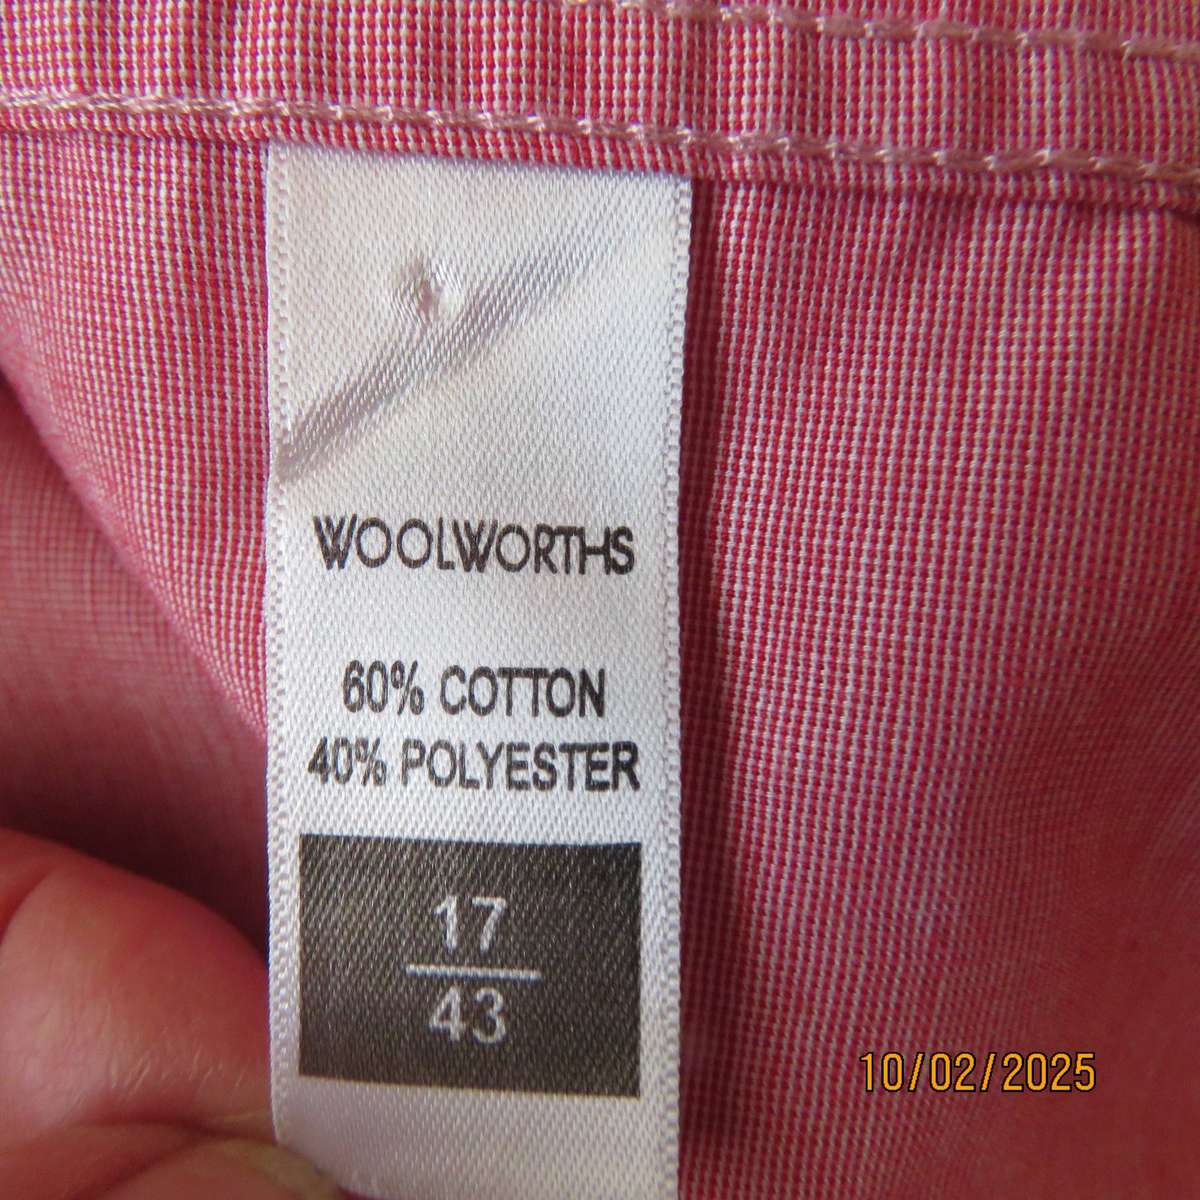 WOOLWORTHS
60% COTTON
40% POLYESTER
17
43
10/02/2025